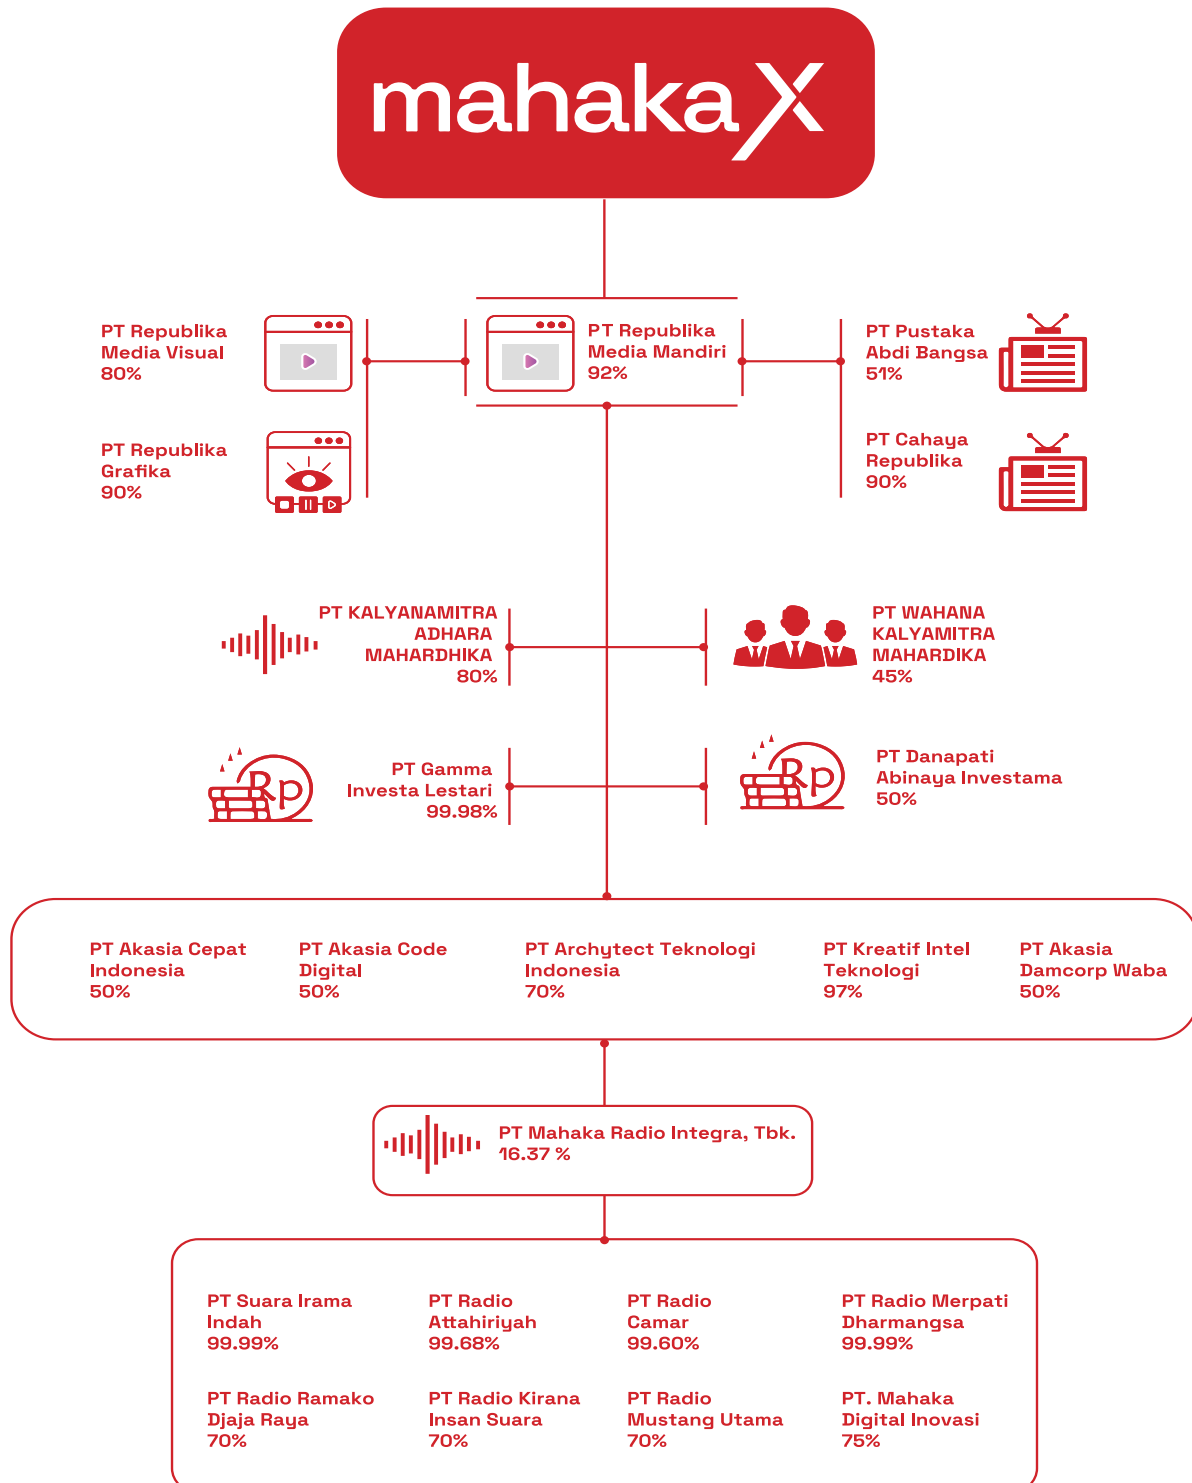 mahakaX
PT Republika
Media Visual
80%
PT Republika
Media Mandiri
92%
PT Pustaka
Abdi Bangsa
51%
PT Republika
Grafika
90%
PT Cahaya
Republika
90%
PT KALYANAMITRA
ADHARA
MAHARDHIKA
80%
PT WAHANA
KALYAMITRA
MAHARDIKA
45%
Rp
PT Gamma
Investa Lestari
99.98%
Rp
PT Danapati
Abinaya Investama
50%
PT Akasia Cepat
Indonesia
50%
PT Akasia Code
Digital
50%
PT Archytect Teknologi
Indonesia
70%
PT Kreatif Intel
Teknologi
97%
PT Akasia
Damcorp Waba
50%
PT Mahaka Radio Integra, Tbk.
16.37 %
PT Suara Irama
Indah
99.99%
PT Radio
Attahiriyah
99.68%
PT Radio
Camar
99.60%
PT Radio Merpati
Dharmangsa
99.99%
PT Radio Ramako
Djaja Raya
70%
PT Radio Kirana
Insan Suara
70%
PT Radio
Mustang Utama
70%
PT. Mahaka
Digital Inovasi
75%